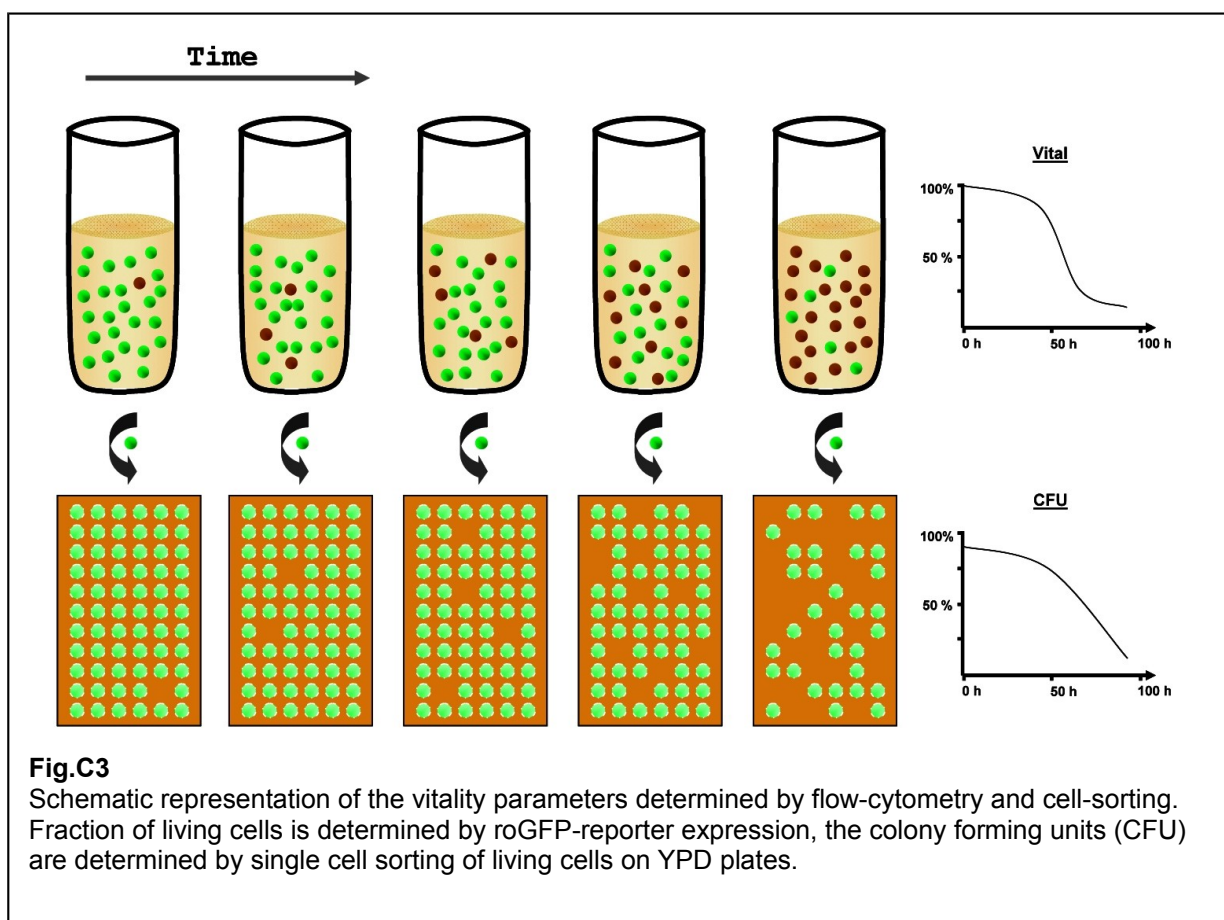 Time
Vital
100%
50 %
0 h 50 h 100 h
CFU
100%
50 %
0 h 50 h 100 h
Fig.C3
Schematic representation of the vitality parameters determined by flow-cytometry and cell-sorting.
Fraction of living cells is determined by roGFP-reporter expression, the colony forming units (CFU)
are determined by single cell sorting of living cells on YPD plates.